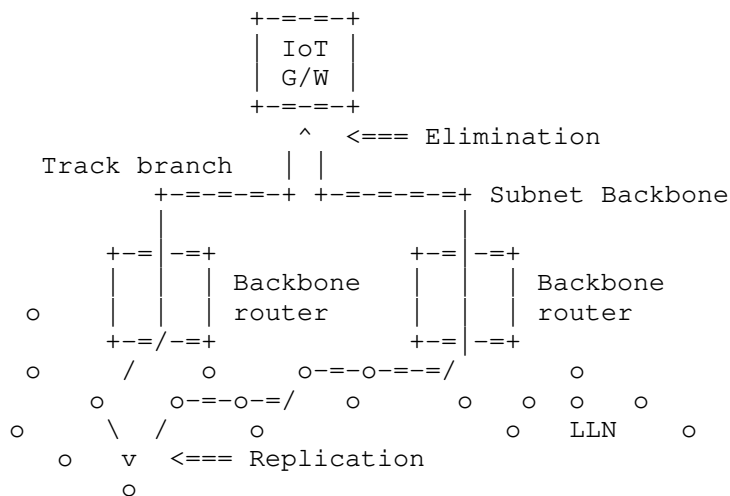 +-=-=-+
| IoT |
| G/W |
+-=-=-+
^ <=== Elimination
Track branch | |
+-=-=-=-+ +-=-=-=-=+ Subnet Backbone
| |
+-=|-=+ +-=|-=+
| | | Backbone | | | Backbone
o | | | router | | | router
+-=/-=+ +-=|-=+
o / o o-=-o-=-=/ o
o o-=-o-=/ o o o o o
o \ / o o LLN o
o v <=== Replication
o